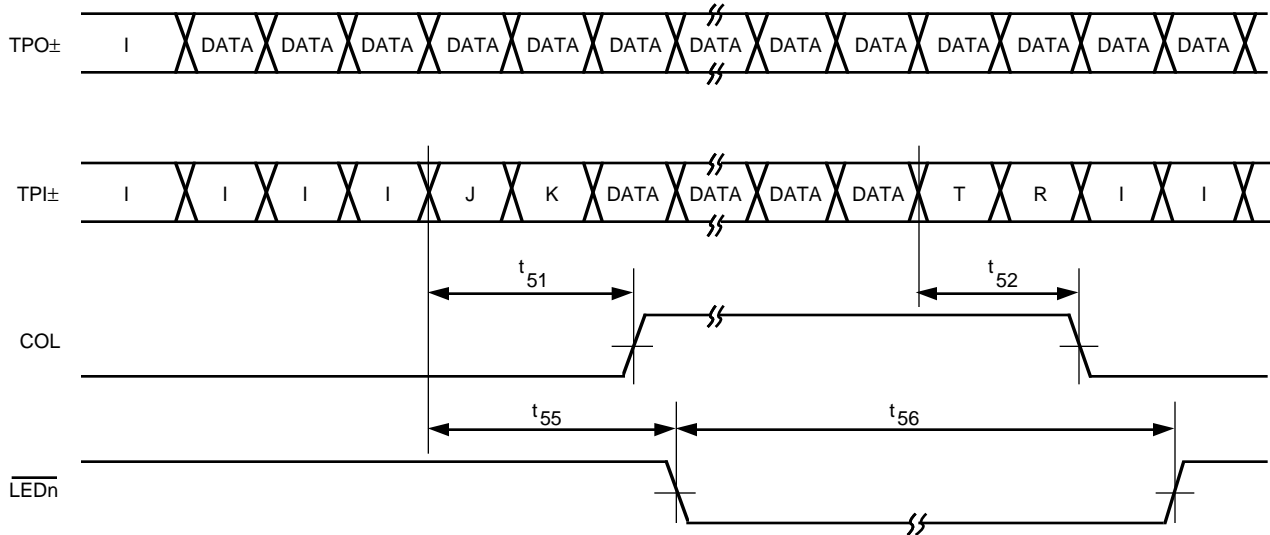 TPO± I DATA DATA DATA DATA DATA DATA DATA DATA DATA DATA DATA DATA DATA
TPI± I I I I J K DATA DATA DATA DATA T R I I
t51 t52
COL
t55 t56
LEDn